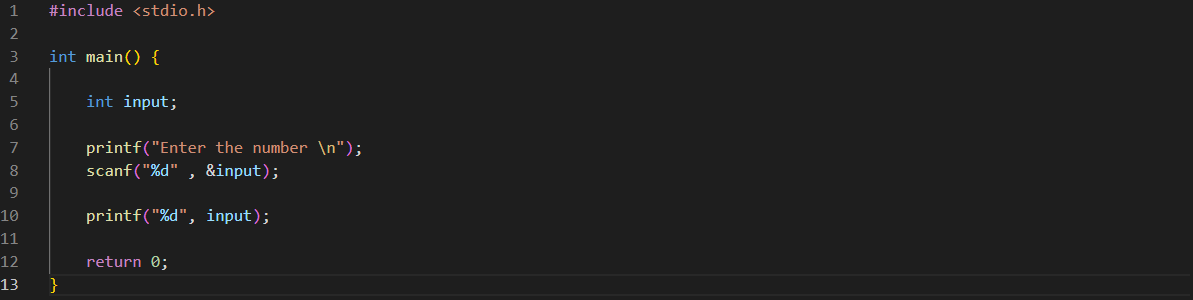 1 #include <stdio.h>
2
3 int main() {
4
5 int input;
6
7 printf("Enter the number \n");
8 scanf("%d" , &input);
9
10 printf("%d", input);
11
12 return 0;
13 }